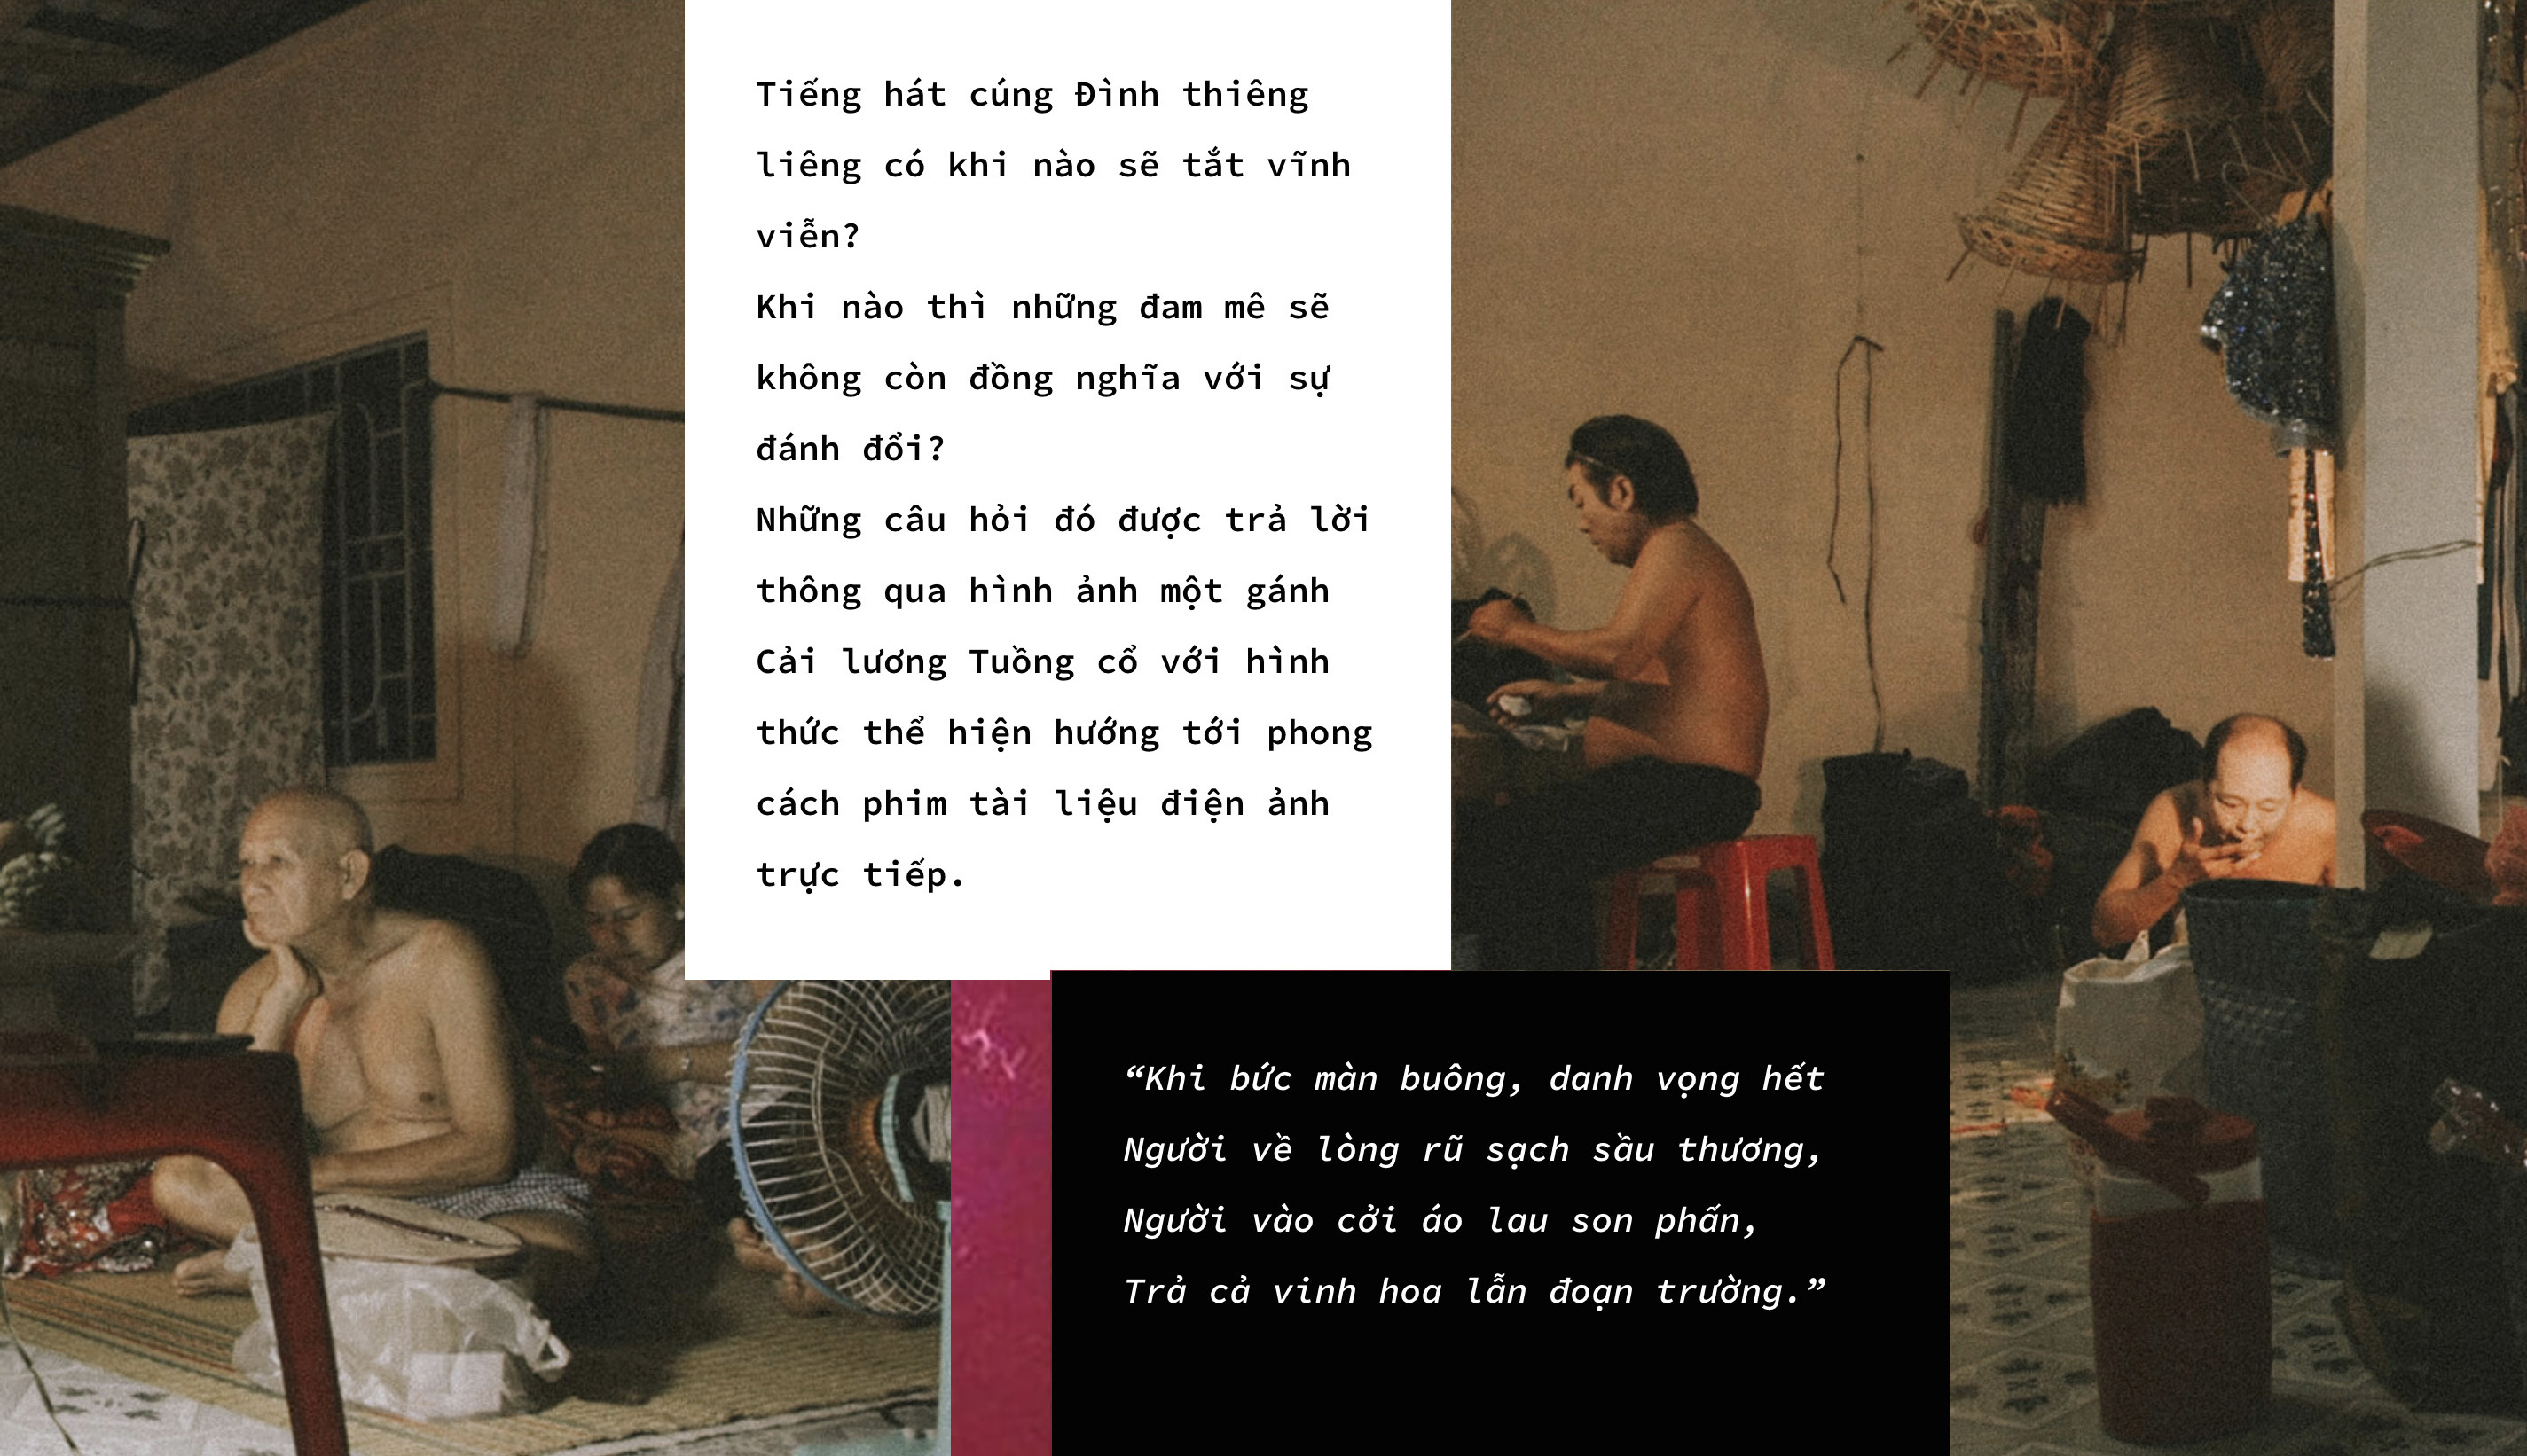 Tiếng hát cúng Đình thiêng
liêng có khi nào sẽ tắt vĩnh
viễn?
Khi nào thì những đam mê sẽ
không còn đồng nghĩa với sự
đánh đổi?
Những câu hỏi đó được trả lời
thông qua hình ảnh một gánh
Cải lương Tuồng cổ với hình
thức thể hiện hướng tới phong
cách phim tài liệu điện ảnh
trực tiếp.
“Khi bức màn buông, danh vọng hết
Người về lòng rũ sạch sầu thương,
Người vào cởi áo lau son phấn,
Trả cả vinh hoa lẫn đoạn trường.”